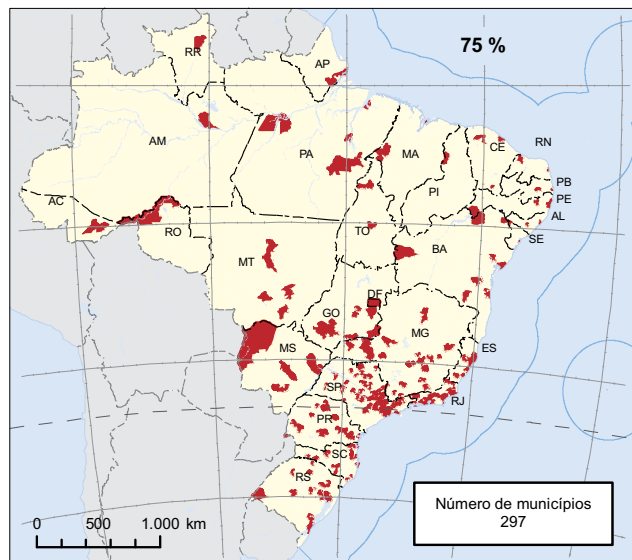 75 %
RR
AP
AM
PA
MA
CE
RN
PB
PE
AL
SE
PI
AC
RO
TO
BA
MT
DF
GO
MG
ES
MS
SP
RJ
PR
SC
RS
0 500 1.000 km
Número de municípios
297